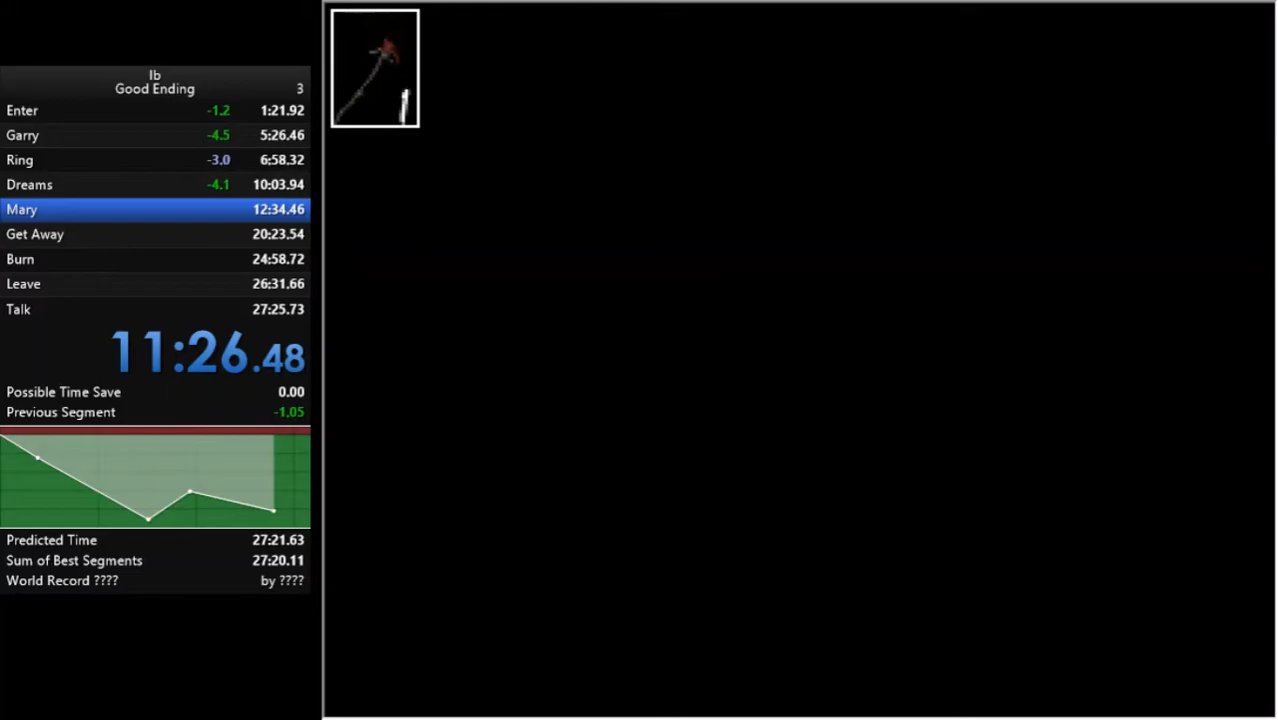 Ib
Good Ending 3
Enter -1.2 1:21.92
Garry -4.5 5:26.46
Ring -3.0 6:58.32
Dreams -4.1 10:03.94
Mary 12:34.46
Get Away 20:23.54
Burn 24:58.72
Leave 26:31.66
Talk 27:25.73
11:26.48
Possible Time Save 0.00
Previous Segment -1.05
Predicted Time 27:21.63
Sum of Best Segments 27:20.11
World Record ???? by ????